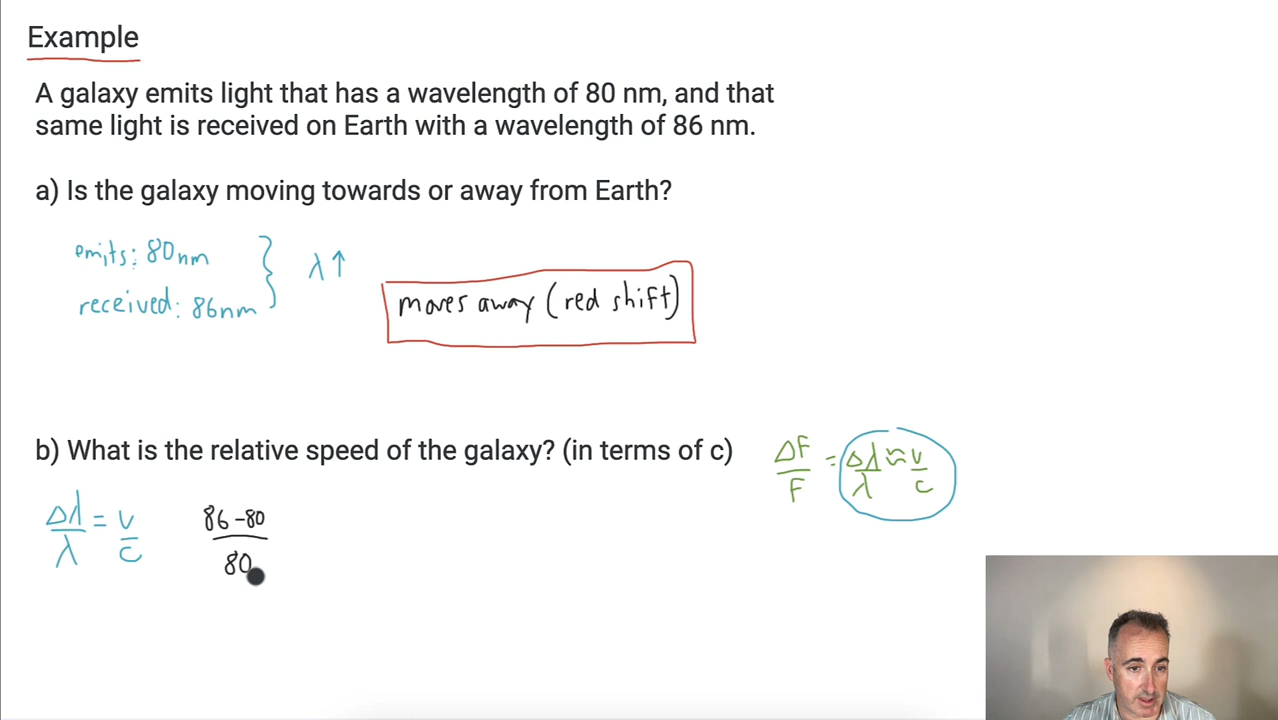 Example
A galaxy emits light that has a wavelength of 80 nm, and that
same light is received on Earth with a wavelength of 86 nm.
a) Is the galaxy moving towards or away from Earth?
emits: 80nm
received: 86nm
} λ↑
moves away (red shift)
b) What is the relative speed of the galaxy? (in terms of c)
ΔF/F = Δλ/λ ≈ v/c
Δλ/λ = v/c
86-80/80